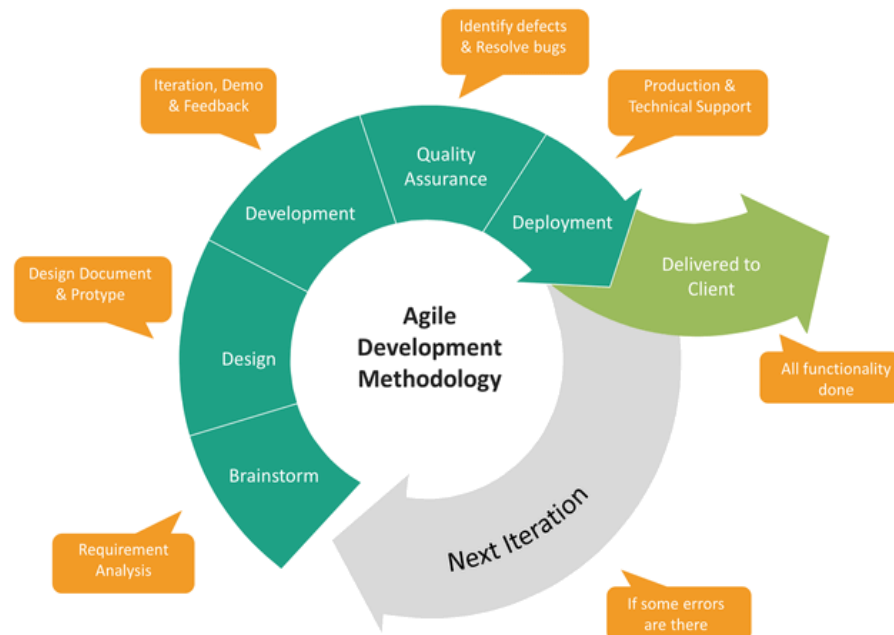 Identify defects
& Resolve bugs
Iteration, Demo
& Feedback
Production &
Technical Support
Quality
Assurance
Development
Deployment
Delivered to
Client
Design Document
& Protype
Agile
Development
Methodology
Design
All functionality
done
Brainstorm
Next Iteration
Requirement
Analysis
If some errors
are there